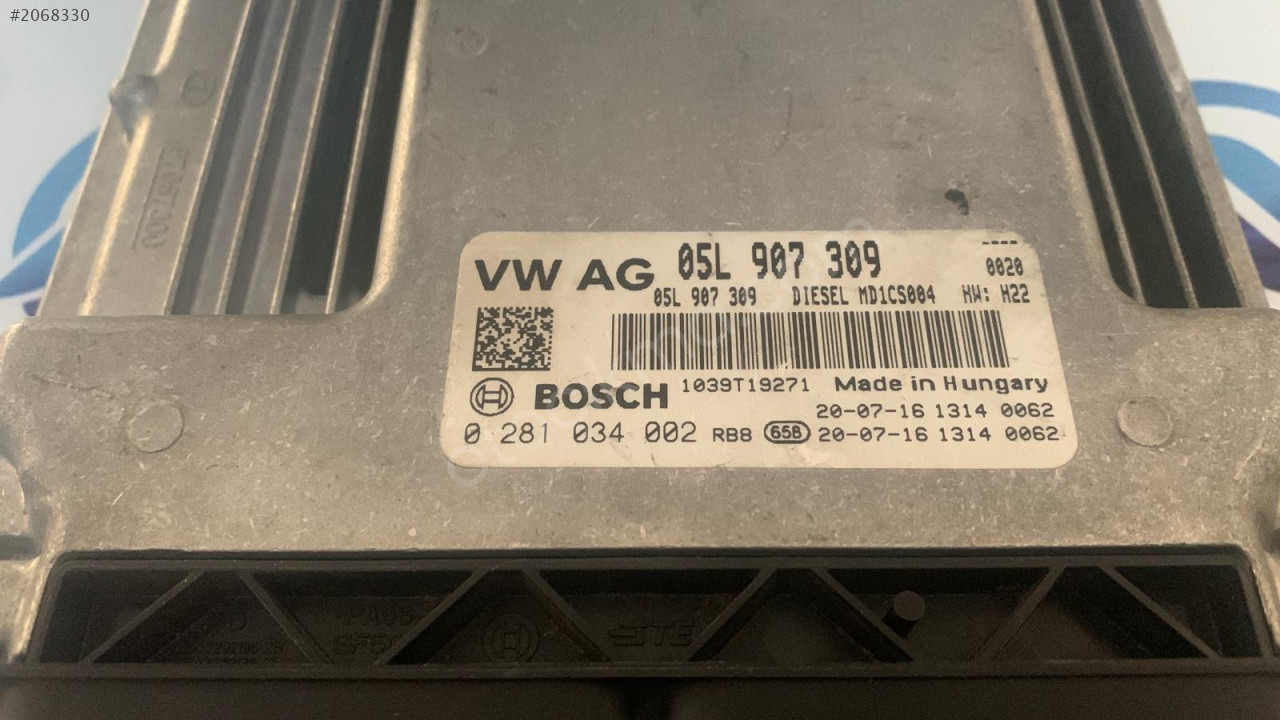 #2068330
VW AG 05L 907 309 ----
0020
05L 907 309 DIESEL MD1CS004 HW: H22
BOSCH 1039T19271 Made in Hungary
20-07-16 1314 0062
0 281 034 002 RB8 65B 20-07-16 1314 0062